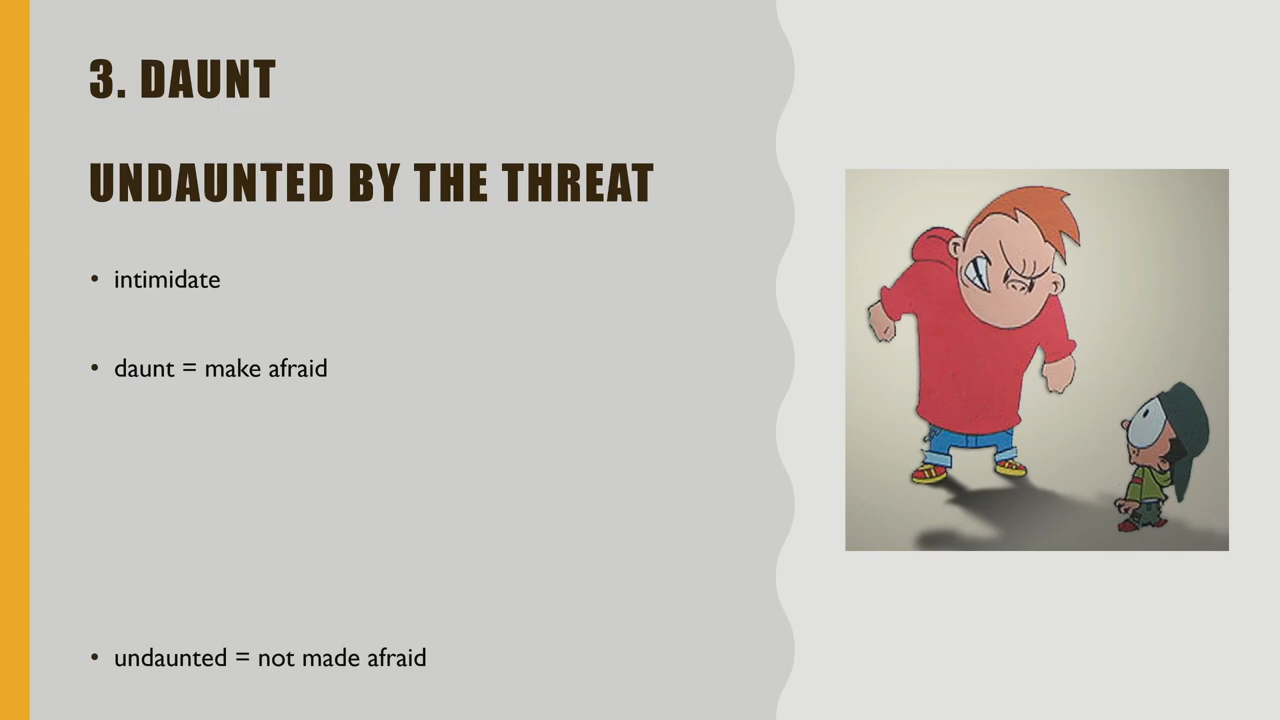 3. DAUNT
UNDAUNTED BY THE THREAT
• intimidate
• daunt = make afraid
• undaunted = not made afraid